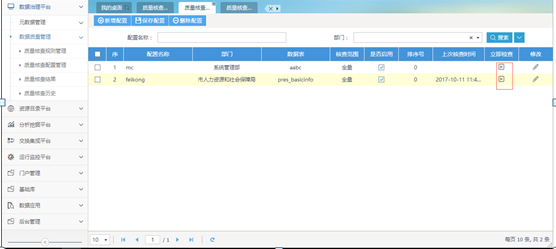 数据治理平台
元数据管理
数据质量管理
质量核查规则管理
质量核查配置管理
质量核查结果
质量核查历史
资源目录平台
分析挖掘平台
交换集成平台
运行监控平台
门户管理
基础库
数据应用
后台管理
我的桌面 质量核查... 质量核查... 质量核查...
新增配置 保存配置 删除配置
配置名称： 部门： 搜索
序 配置名称 部门 数据表 核查范围 是否启用 排序号 上次核查时间 立即核查 修改
1 mc 系统管理部 aabc 全量 0
2 feikong 市人力资源和社会保障局 pres_basicinfo 全量 0 2017-10-11 11:4...
10 1 / 1 每页 10 条, 共 2 条